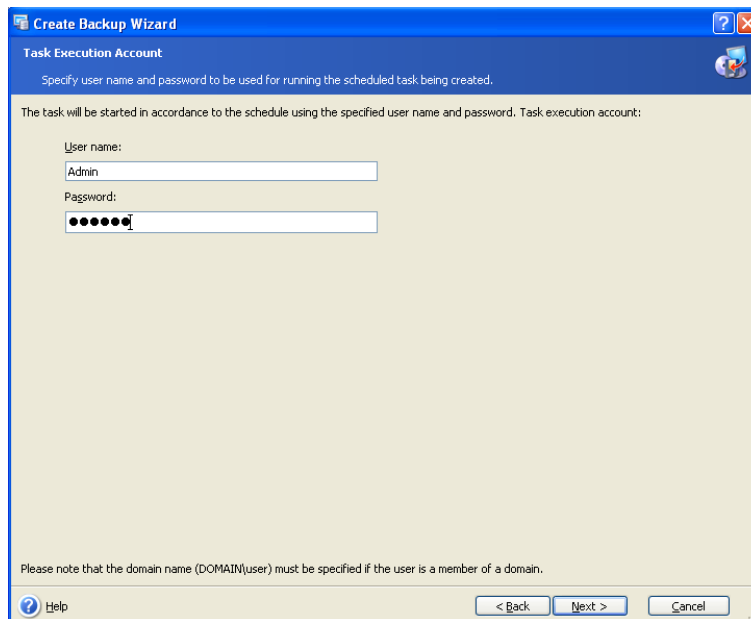 Create Backup Wizard
Task Execution Account
Specify user name and password to be used for running the scheduled task being created.
The task will be started in accordance to the schedule using the specified user name and password. Task execution account:
User name:
Admin
Password:
●●●●●●
Please note that the domain name (DOMAIN\user) must be specified if the user is a member of a domain.
Help
< Back
Next >
Cancel